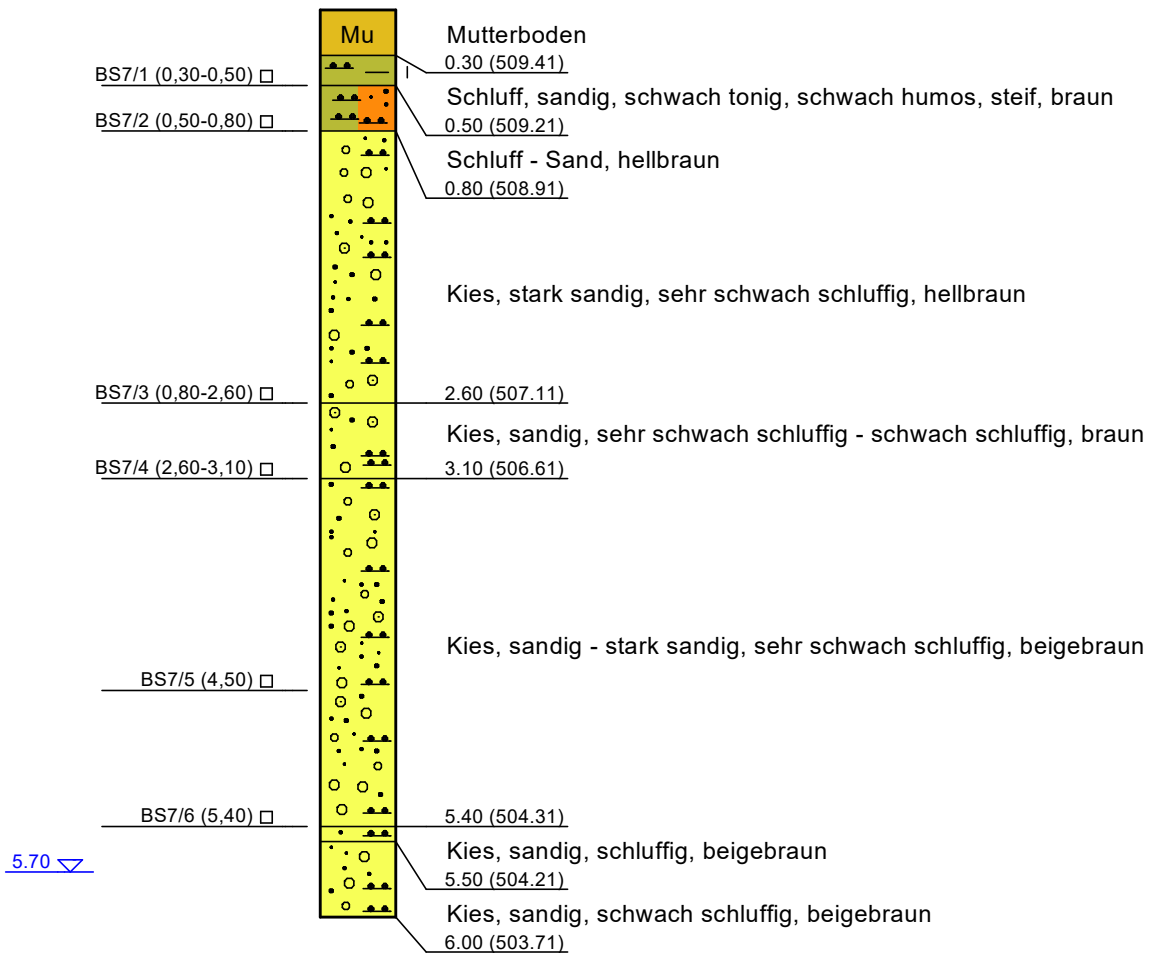 Mu
Mutterboden
0.30 (509.41)
BS7/1 (0,30-0,50)
Schluff, sandig, schwach tonig, schwach humos, steif, braun
BS7/2 (0,50-0,80)
0.50 (509.21)
Schluff - Sand, hellbraun
0.80 (508.91)
Kies, stark sandig, sehr schwach schluffig, hellbraun
BS7/3 (0,80-2,60)
2.60 (507.11)
Kies, sandig, sehr schwach schluffig - schwach schluffig, braun
BS7/4 (2,60-3,10)
3.10 (506.61)
Kies, sandig - stark sandig, sehr schwach schluffig, beigebraun
BS7/5 (4,50)
BS7/6 (5,40)
5.40 (504.31)
Kies, sandig, schluffig, beigebraun
5.70
5.50 (504.21)
Kies, sandig, schwach schluffig, beigebraun
6.00 (503.71)